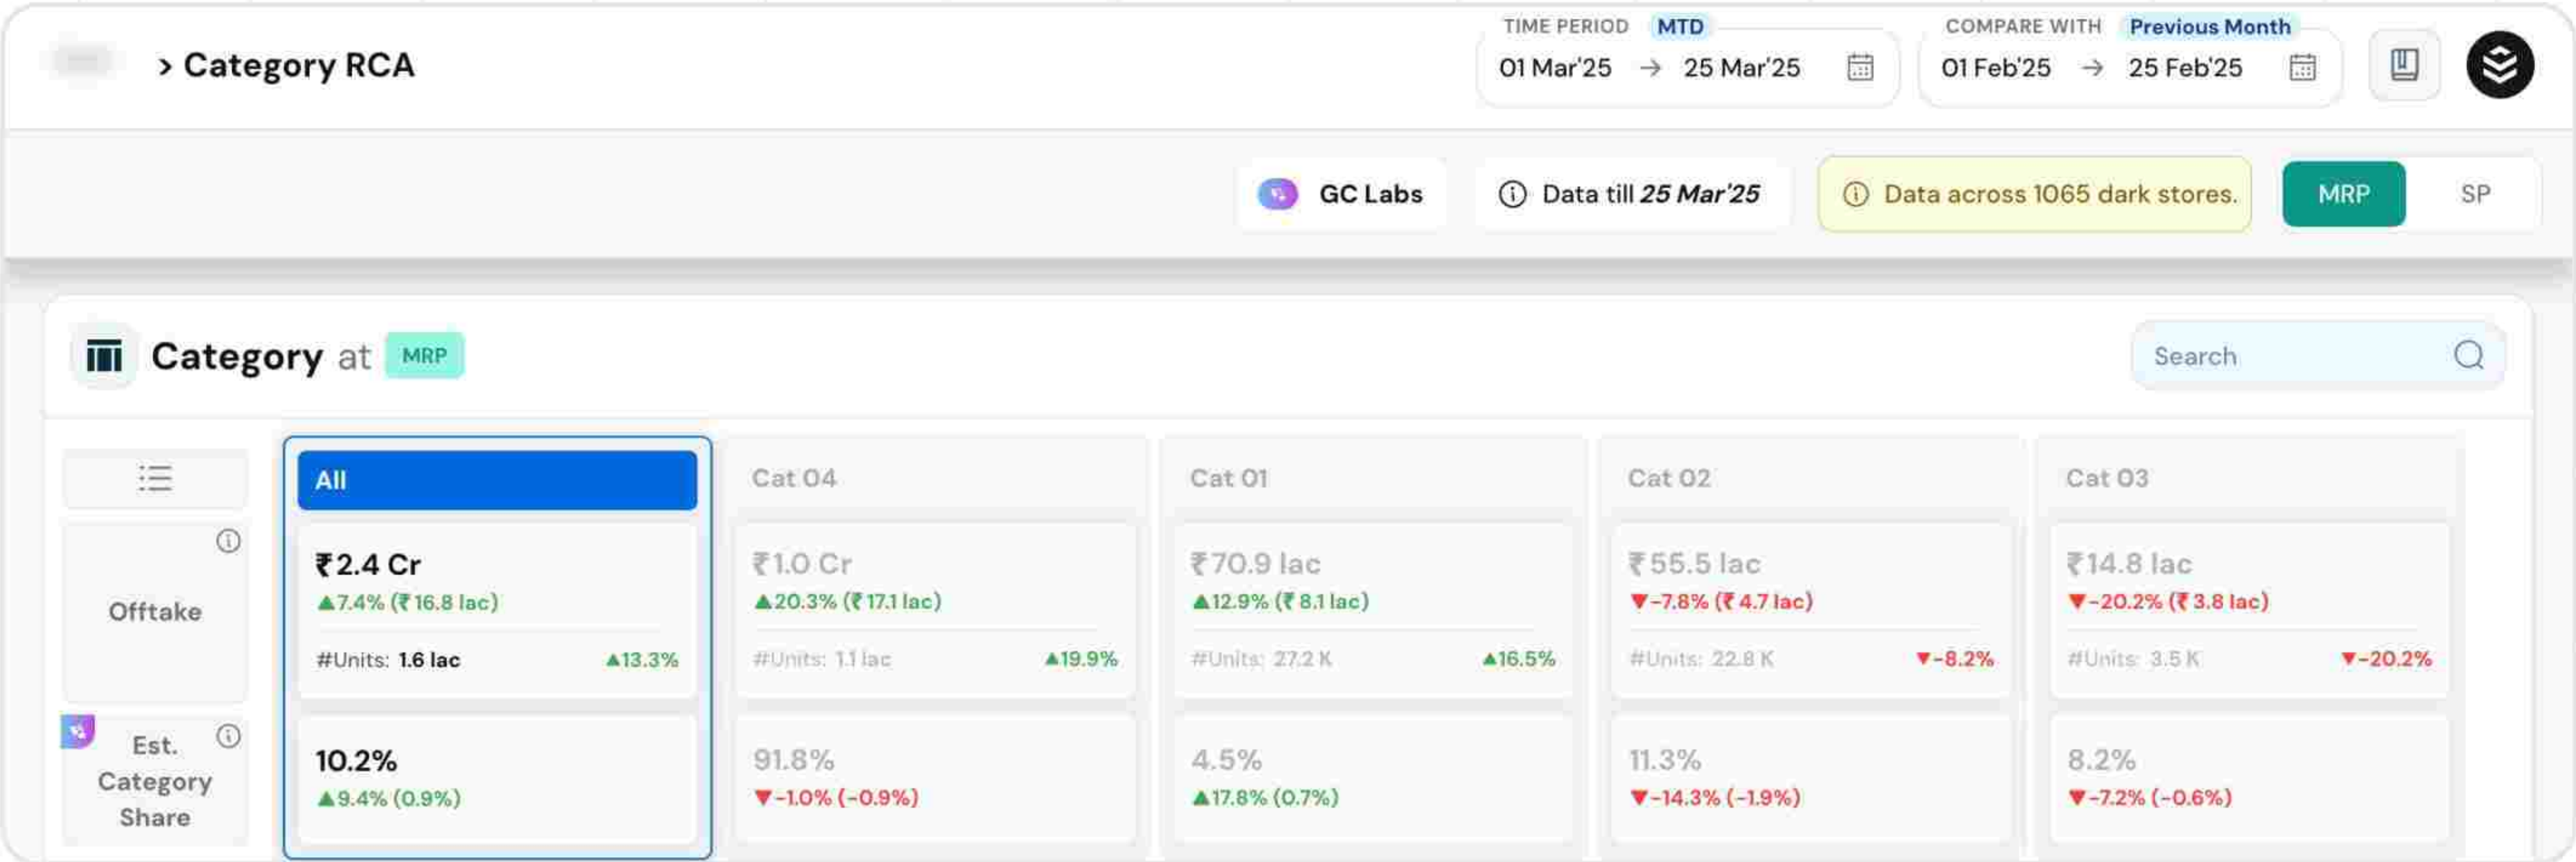 TIME PERIOD MTD
COMPARE WITH Previous Month
> Category RCA
01 Mar'25 → 25 Mar'25
01 Feb'25 → 25 Feb'25
GC Labs
Data till 25 Mar'25
Data across 1065 dark stores.
MRP
SP
Category at MRP
Search
All
Cat 04
Cat 01
Cat 02
Cat 03
Offtake
₹2.4 Cr
▲7.4% (₹16.8 lac)
#Units: 1.6 lac ▲13.3%
₹1.0 Cr
▲20.3% (₹17.1 lac)
#Units: 1.1 lac ▲19.9%
₹70.9 lac
▲12.9% (₹8.1 lac)
#Units: 27.2 K ▲16.5%
₹55.5 lac
▼-7.8% (₹4.7 lac)
#Units: 22.8 K ▼-8.2%
₹14.8 lac
▼-20.2% (₹3.8 lac)
#Units: 3.5 K ▼-20.2%
Est.
Category
Share
10.2%
▲9.4% (0.9%)
91.8%
▼-1.0% (-0.9%)
4.5%
▲17.8% (0.7%)
11.3%
▼-14.3% (-1.9%)
8.2%
▼-7.2% (-0.6%)